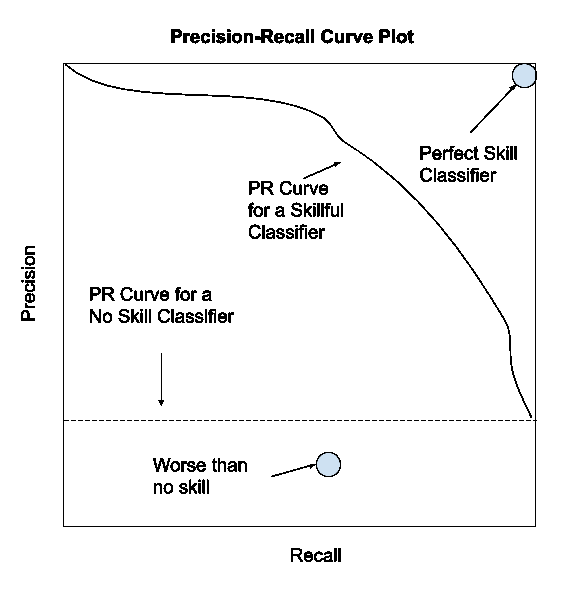 Precision-Recall Curve Plot
Perfect Skill
Classifier
PR Curve
for a Skillful
Classifier
PR Curve for a
No Skill Classifier
Precision
Worse than
no skill
Recall